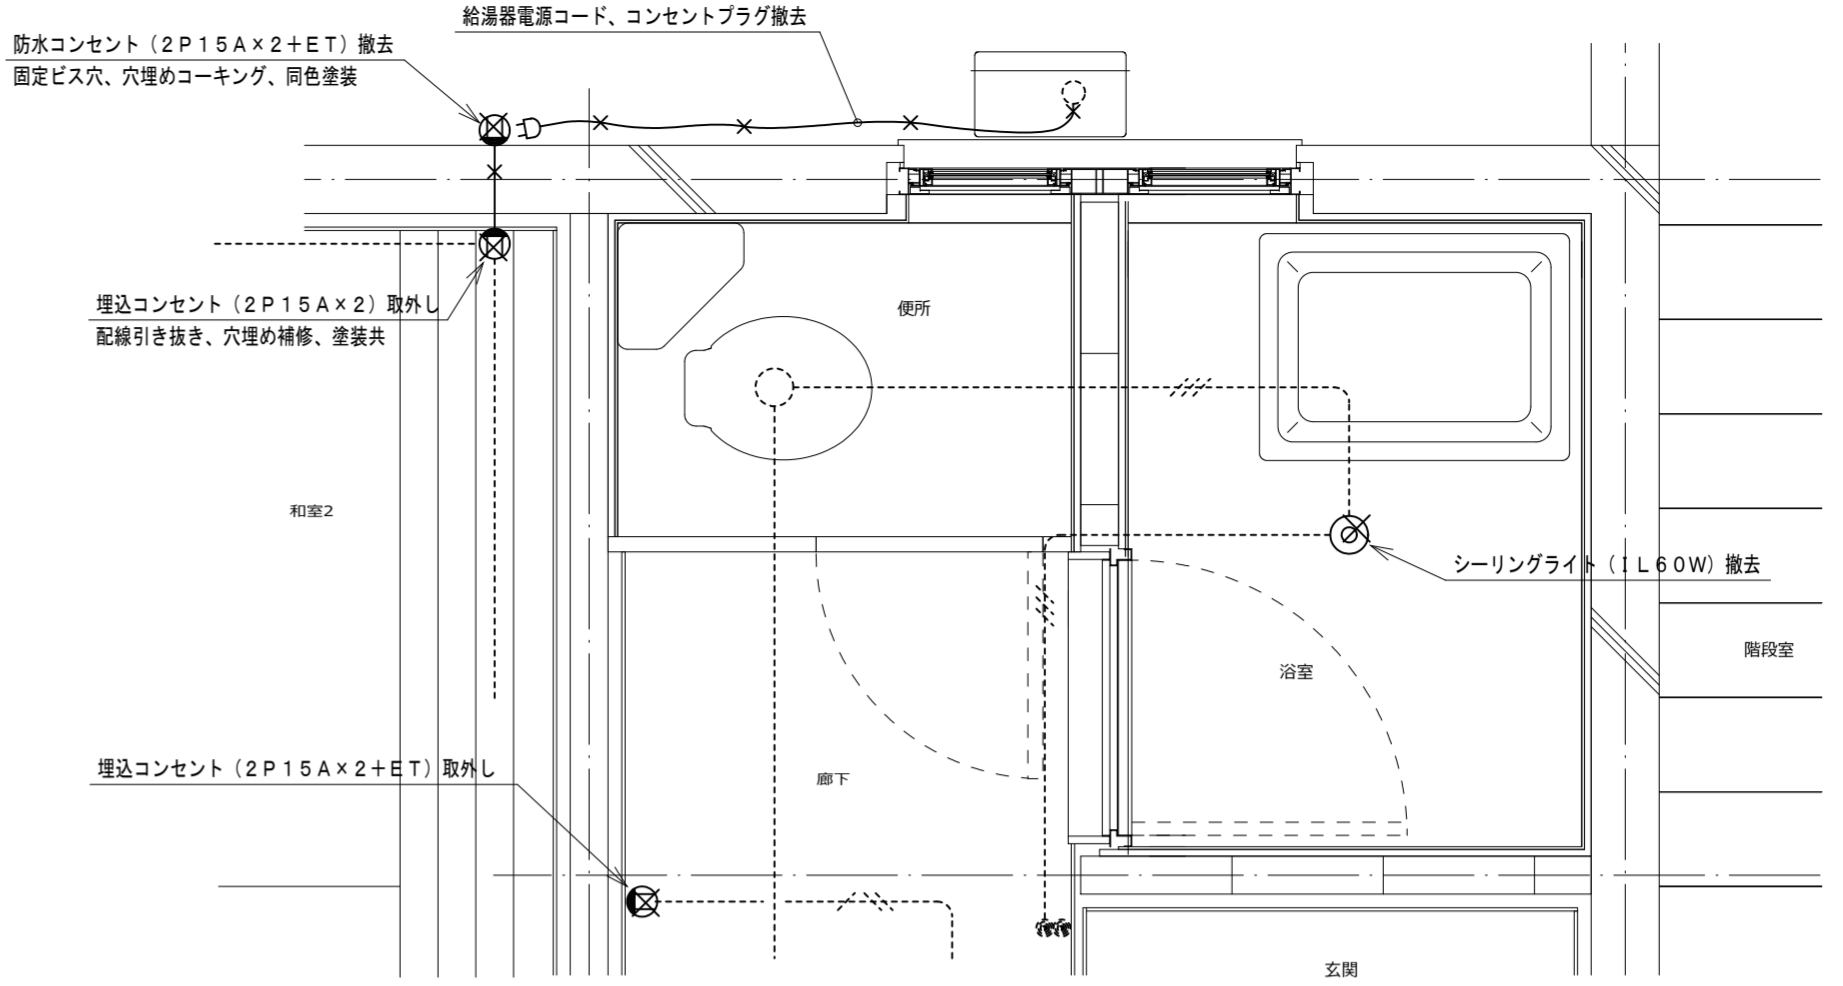 給湯器電源コード、コンセントプラグ撤去
防水コンセント（２Ｐ１５Ａ×２＋ＥＴ）撤去
固定ビス穴、穴埋めコーキング、同色塗装
埋込コンセント（２Ｐ１５Ａ×２）取外し
配線引き抜き、穴埋め補修、塗装共
便所
和室2
シーリングライト（ＩＬ６０Ｗ）撤去
階段室
浴室
埋込コンセント（２Ｐ１５Ａ×２＋ＥＴ）取外し
廊下
玄関